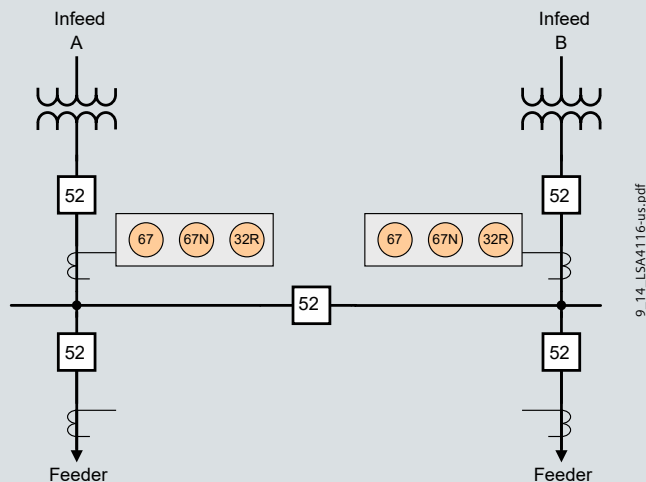 Infeed
A
Infeed
B
52
52
67 67N 32R
67 67N 32R
52
52
52
Feeder
Feeder
9_14_LSA4116-us.pdf